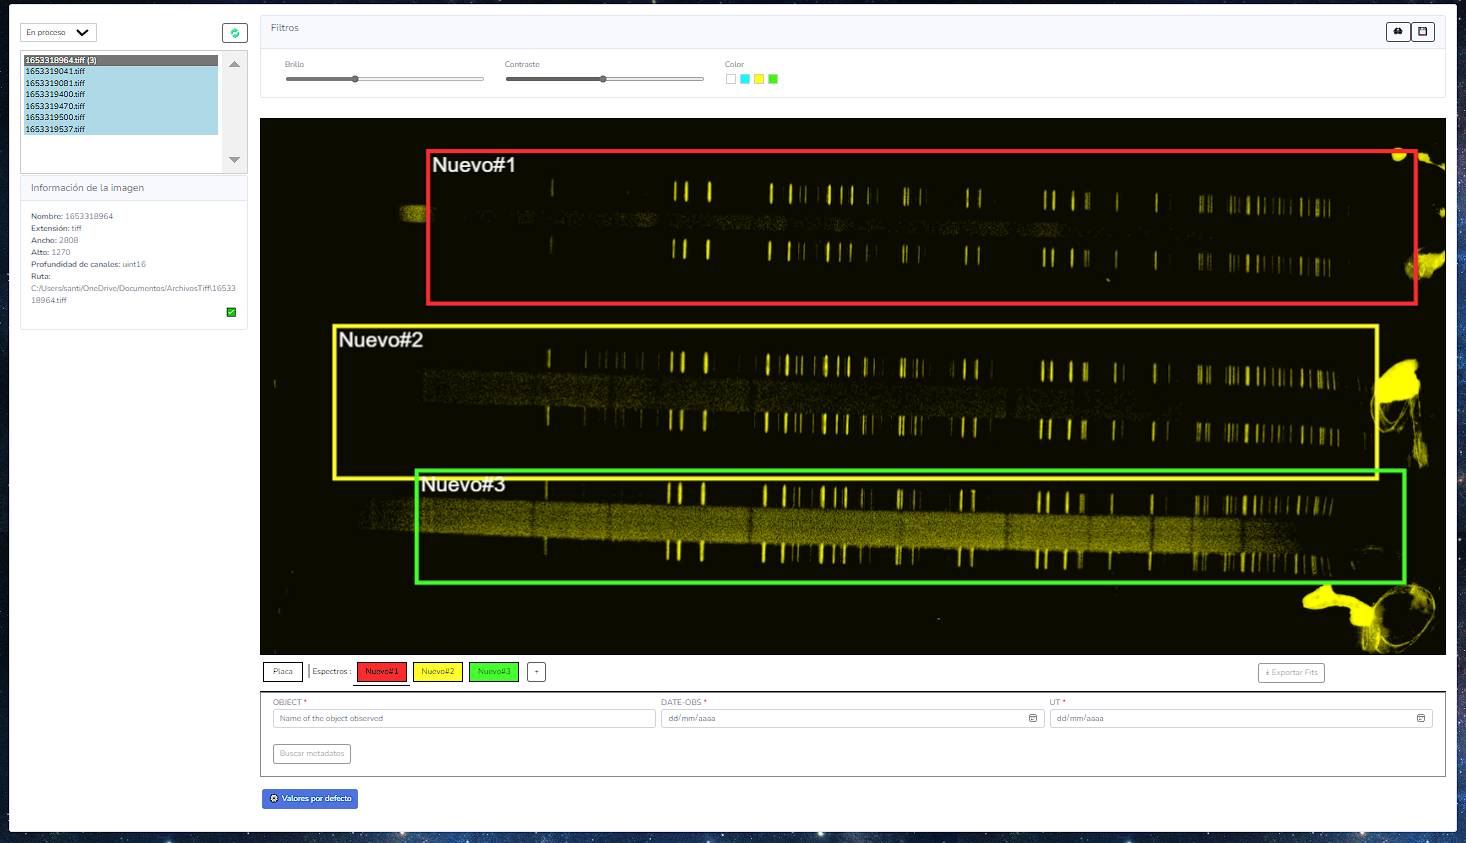 En proceso
1653318964.tiff (3)
1653319041.tiff
1653319081.tiff
1653319400.tiff
1653319470.tiff
1653319500.tiff
1653319537.tiff
Información de la imagen
Nombre: 1653318964
Extensión: tiff
Ancho: 2808
Alto: 1270
Profundidad de canales: uint16
Ruta:
C:/Users/santi/OneDrive/Documentos/ArchivosTiff\16533
18964.tiff
Filtros
Brillo
Contraste
Color
Nuevo#1
Nuevo#2
Nuevo#3
Placa
Espectros :
Nuevo#1
Nuevo#2
Nuevo#3
+
Exportar Fits
OBJECT *
Name of the object observed
DATE-OBS *
dd/mm/aaaa
UT *
dd/mm/aaaa
Buscar metadatos
Valores por defecto